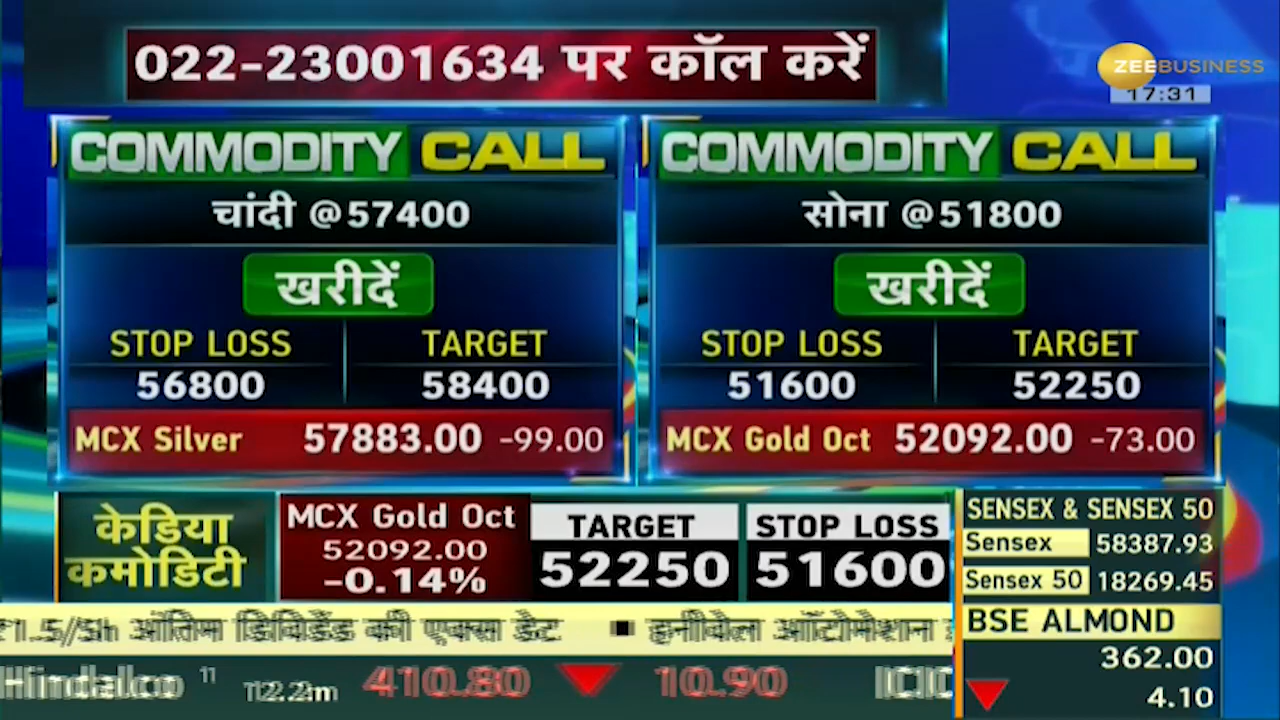 022-23001634 पर कॉल करें
ZEEBUSINESS
17:31
COMMODITY CALL
चांदी @57400
खरीदें
STOP LOSS TARGET
56800 58400
MCX Silver 57883.00 -99.00
COMMODITY CALL
सोना @51800
खरीदें
STOP LOSS TARGET
51600 52250
MCX Gold Oct 52092.00 -73.00
केडिया
कमोडिटी
MCX Gold Oct
52092.00
-0.14%
TARGET
52250
STOP LOSS
51600
SENSEX & SENSEX 50
Sensex 58387.93
Sensex 50 18269.45
BSE ALMOND
362.00
4.10
अंतिम डिविडेंड की एक्स डेट ■ हनीवेल ऑटोमेशन
Hindalco 11 12.2m 410.80 10.90 ICIC